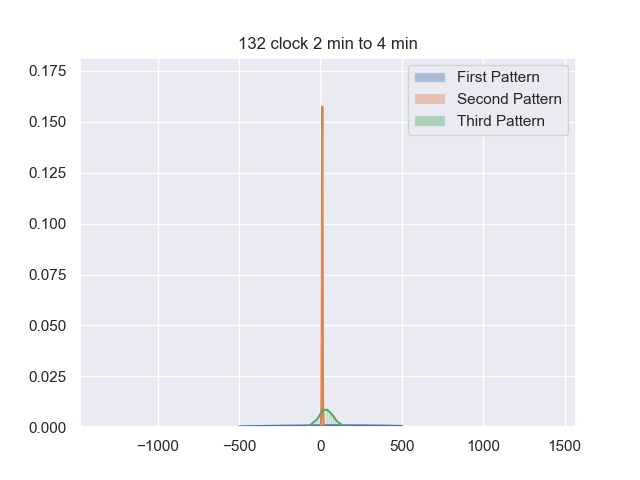 132 clock 2 min to 4 min
First Pattern
Second Pattern
Third Pattern
0.175
0.150
0.125
0.100
0.075
0.050
0.025
0.000
−1000 −500 0 500 1000 1500